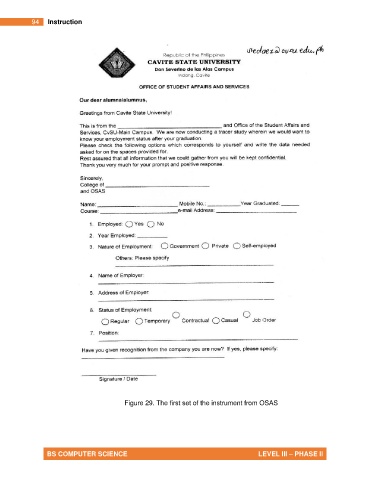 94 Instruction
Republic of the Philippines
CAVITE STATE UNIVERSITY
Don Severino de las Alas Campus
Indang, Cavite
OFFICE OF STUDENT AFFAIRS AND SERVICES
Our dear alumna/alumnus,
Greetings from Cavite State University!
This is from the ____________________ and Office of the Student Affairs and
Services, CvSU-Main Campus. We are now conducting a tracer study wherein we would want to
know your employment status after your graduation.
Please check the following options which corresponds to yourself and write the data needed
asked for on the spaces provided for.
Rest assured that all information that we could gather from you will be kept confidential.
Thank you very much for your prompt and positive response.
Sincerely,
College of ____________________
and OSAS
Name: ____________________ Mobile No.: __________ Year Graduated: ______
Course: ____________________ e-mail Address: ____________________
1. Employed: Yes No
2. Year Employed: __________
3. Nature of Employment: Government Private Self-employed
Others: Please specify
4. Name of Employer:
5. Address of Employer:
6. Status of Employment:
Regular Temporary Contractual Casual Job Order
7. Position:
Have you given recognition from the company you are now? If yes, please specify:
Signature / Date
Figure 29. The first set of the instrument from OSAS
BS COMPUTER SCIENCE LEVEL III – PHASE II